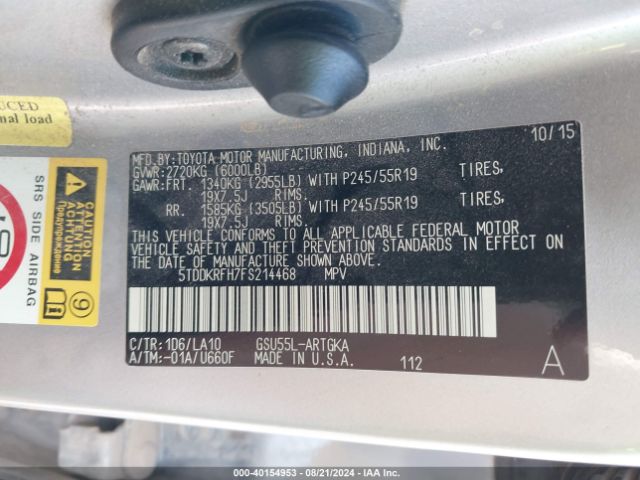 UCED
nal load
SRS SIDE AIRBAG
CAUTION
ATTENTION
ACHTUNG
Предупреждение
9
MFD.BY:TOYOTA MOTOR MANUFACTURING, INDIANA, INC. 10/15
GVWR:2720KG (6000LB)
GAWR:FRT. 1340KG (2955LB) WITH P245/55R19 TIRES,
19X7.5J RIMS.
RR. 1585KG (3505LB) WITH P245/55R19 TIRES,
19X7.5J RIMS.
THIS VEHICLE CONFORMS TO ALL APPLICABLE FEDERAL MOTOR
VEHICLE SAFETY AND THEFT PREVENTION STANDARDS IN EFFECT ON
THE DATE OF MANUFACTURE SHOWN ABOVE.
5TDDKRFH7FS214468 MPV
C/TR:1D6/LA10 GSU55L-ARTGKA
A/TM:-01A/U660F MADE IN U.S.A. 112 A
000-40154953 - 08/21/2024 - IAA Inc.